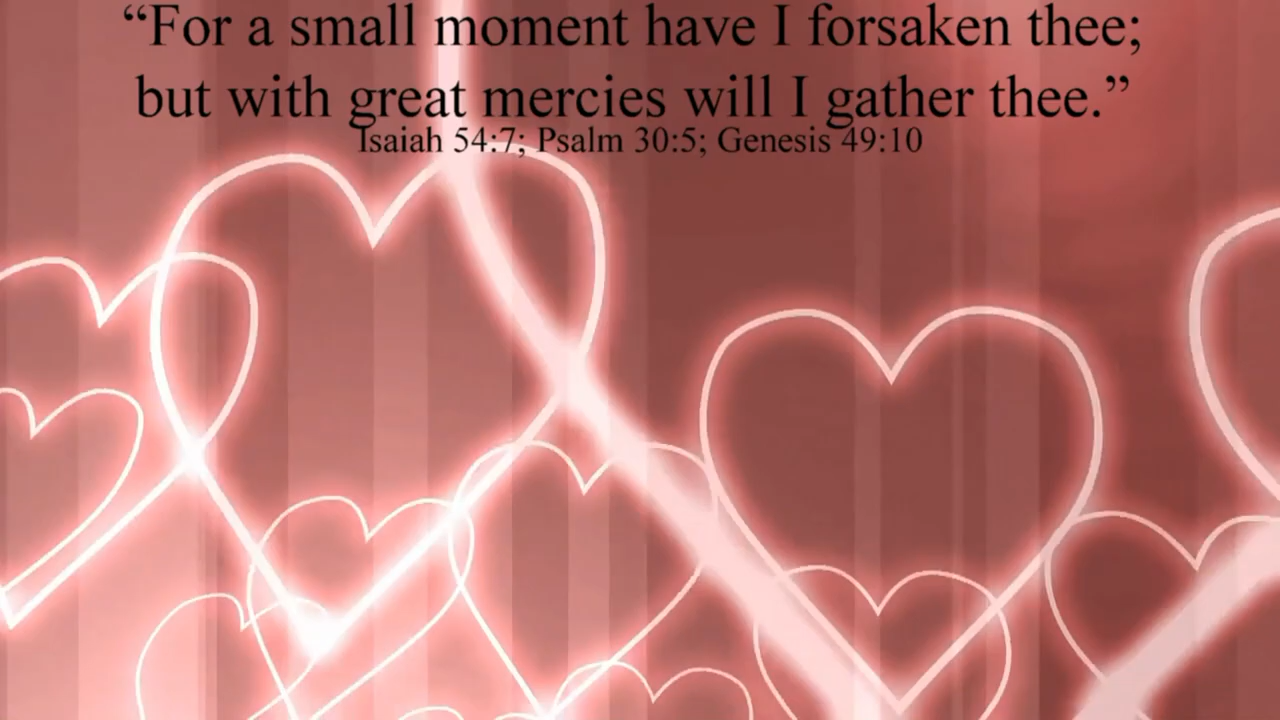 “For a small moment have I forsaken thee;
but with great mercies will I gather thee.”
Isaiah 54:7; Psalm 30:5; Genesis 49:10